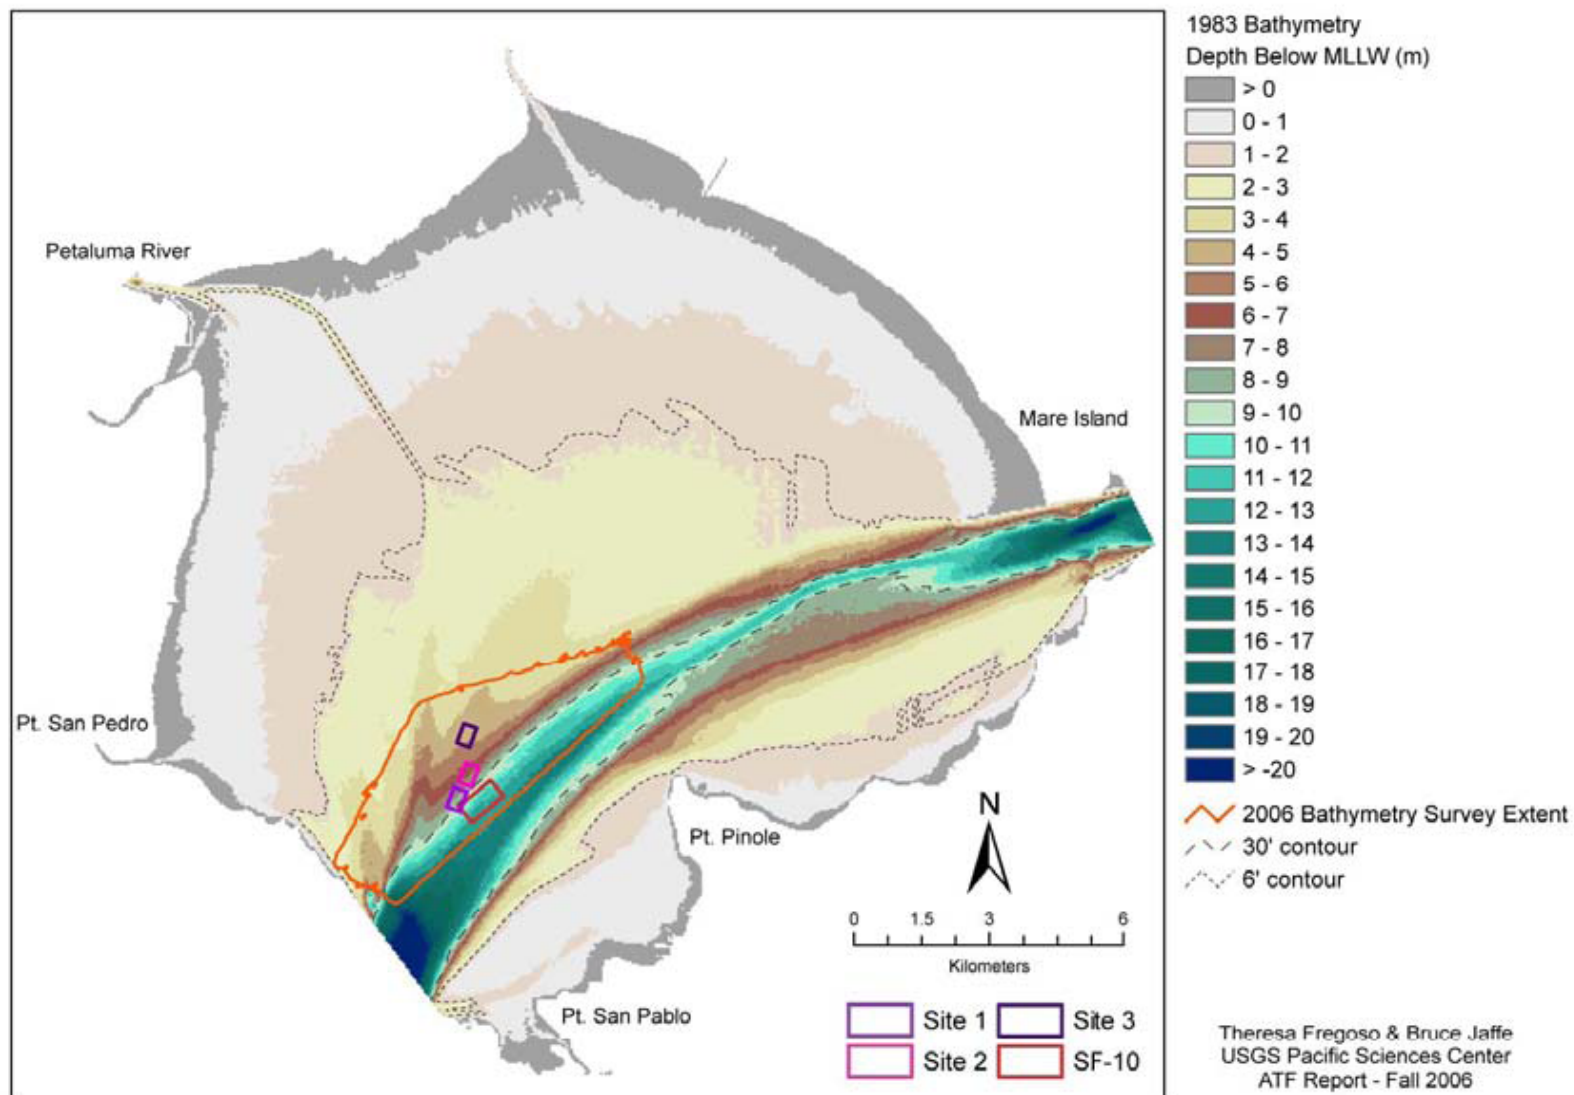 1983 Bathymetry
Depth Below MLLW (m)
> 0
0 - 1
1 - 2
2 - 3
3 - 4
4 - 5
5 - 6
6 - 7
7 - 8
8 - 9
9 - 10
10 - 11
11 - 12
12 - 13
13 - 14
14 - 15
15 - 16
16 - 17
17 - 18
18 - 19
19 - 20
> -20
2006 Bathymetry Survey Extent
30' contour
6' contour
Petaluma River
Mare Island
Pt. San Pedro
Pt. Pinole
Pt. San Pablo
N
0 1.5 3 6
Kilometers
Site 1
Site 3
Site 2
SF-10
Theresa Fregoso & Bruce Jaffe
USGS Pacific Sciences Center
ATF Report - Fall 2006